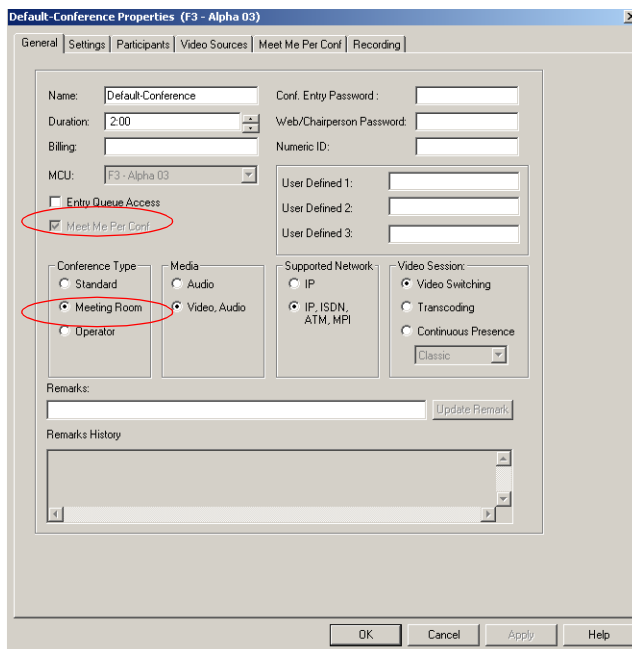 Default-Conference Properties (F3 - Alpha 03)
General Settings Participants Video Sources Meet Me Per Conf Recording
Name: Default-Conference
Conf. Entry Password :
Duration: 2:00
Web/Chairperson Password:
Billing:
Numeric ID:
MCU: F3 - Alpha 03
User Defined 1:
Entry Queue Access
User Defined 2:
Meet Me Per Conf
User Defined 3:
Conference Type
Standard
Meeting Room
Operator
Media
Audio
Video, Audio
Supported Network
IP
IP, ISDN,
ATM, MPI
Video Session:
Video Switching
Transcoding
Continuous Presence
Classic
Remarks:
Update Remark
Remarks History
OK Cancel Apply Help